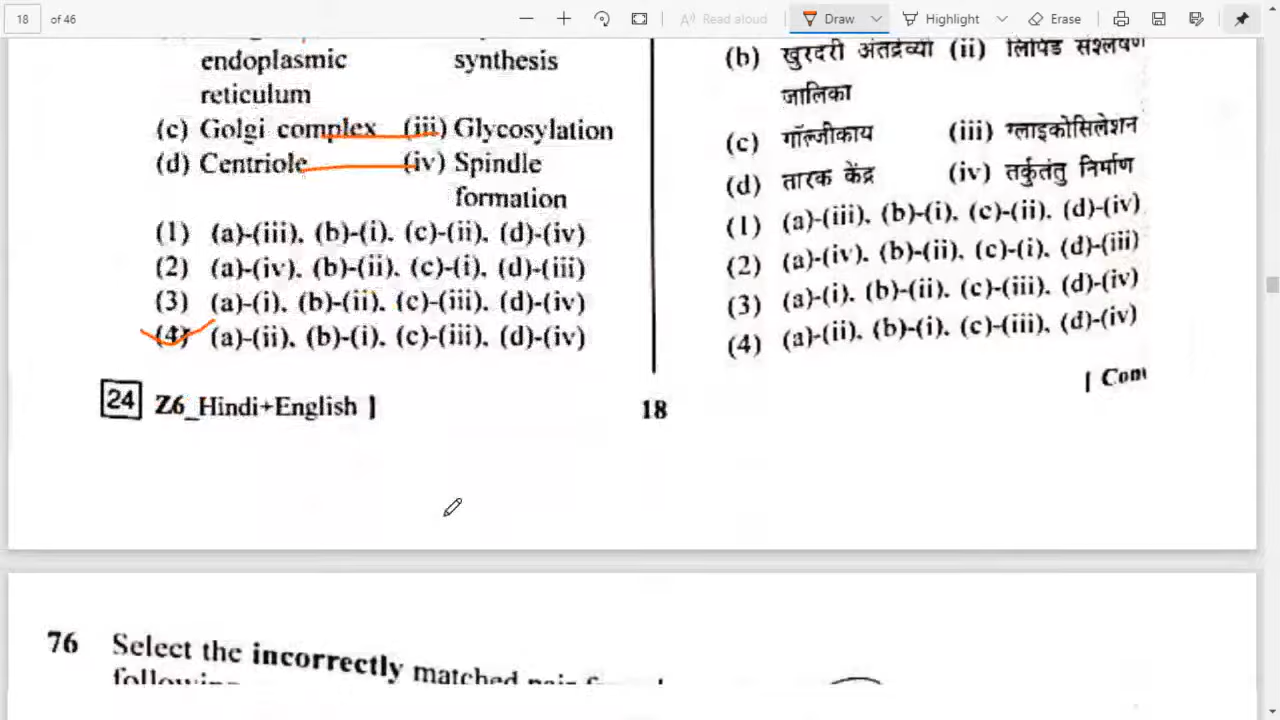 18 of 46
Read aloud
Draw
Highlight
Erase
endoplasmic synthesis
reticulum
(c) Golgi complex (iii) Glycosylation
(d) Centriole (iv) Spindle
formation
(1) (a)-(iii), (b)-(i), (c)-(ii), (d)-(iv)
(2) (a)-(iv), (b)-(ii), (c)-(i), (d)-(iii)
(3) (a)-(i), (b)-(ii), (c)-(iii), (d)-(iv)
(4) (a)-(ii), (b)-(i), (c)-(iii), (d)-(iv)
(b) खुरदरी अंतर्द्रव्यी (ii) लिपिड संश्लेषण
जालिका
(c) गॉल्जीकाय (iii) ग्लाइकोसिलेशन
(d) तारक केंद्र (iv) तर्कुतंतु निर्माण
(1) (a)-(iii), (b)-(i), (c)-(ii), (d)-(iv)
(2) (a)-(iv), (b)-(ii), (c)-(i), (d)-(iii)
(3) (a)-(i), (b)-(ii), (c)-(iii), (d)-(iv)
(4) (a)-(ii), (b)-(i), (c)-(iii), (d)-(iv)
24 Z6_Hindi+English ]
18
76 Select the incorrectly matched pair
following